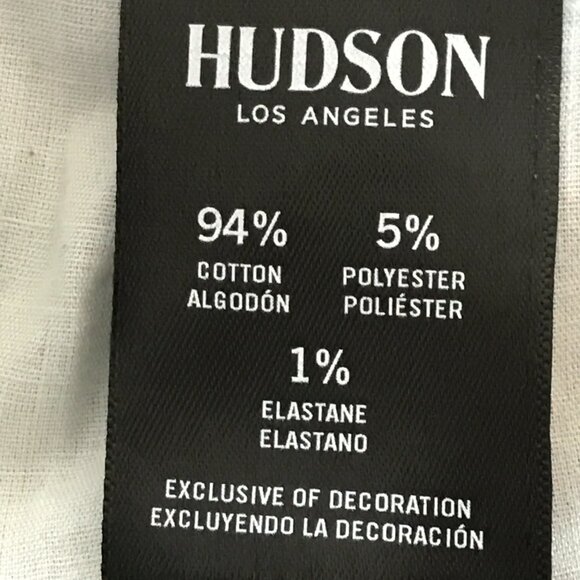 HUDSON
LOS ANGELES
94% 5%
COTTON POLYESTER
ALGODÓN POLIÉSTER
1%
ELASTANE
ELASTANO
EXCLUSIVE OF DECORATION
EXCLUYENDO LA DECORACIÓN